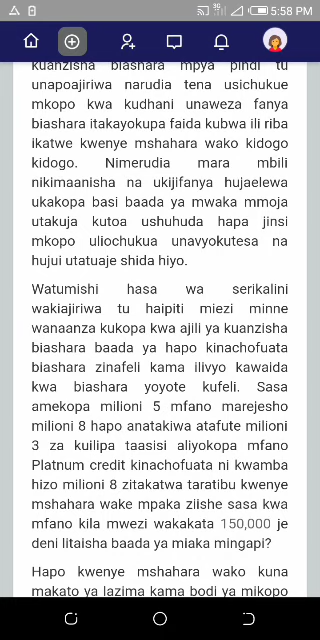 3G 5:58 PM
kuanzisha biashara mpya pindi tu
unapoajiriwa narudia tena usichukue
mkopo kwa kudhani unaweza fanya
biashara itakayokupa faida kubwa ili riba
ikatwe kwenye mshahara wako kidogo
kidogo. Nimerudia mara mbili
nikimaanisha na ukijifanya hujaelewa
ukakopa basi baada ya mwaka mmoja
utakuja kutoa ushuhuda hapa jinsi
mkopo uliochukua unavyokutesa na
hujui utatuaje shida hiyo.
Watumishi hasa wa serikalini
wakiajiriwa tu haipiti miezi minne
wanaanza kukopa kwa ajili ya kuanzisha
biashara baada ya hapo kinachofuata
biashara zinafeli kama ilivyo kawaida
kwa biashara yoyote kufeli. Sasa
amekopa milioni 5 mfano marejesho
milioni 8 hapo anatakiwa atafute milioni
3 za kuilipa taasisi aliyokopa mfano
Platnum credit kinachofuata ni kwamba
hizo milioni 8 zitakatwa taratibu kwenye
mshahara wake mpaka ziishe sasa kwa
mfano kila mwezi wakakata 150,000 je
deni litaisha baada ya miaka mingapi?
Hapo kwenye mshahara wako kuna
makato ya lazima kama bodi ya mikopo